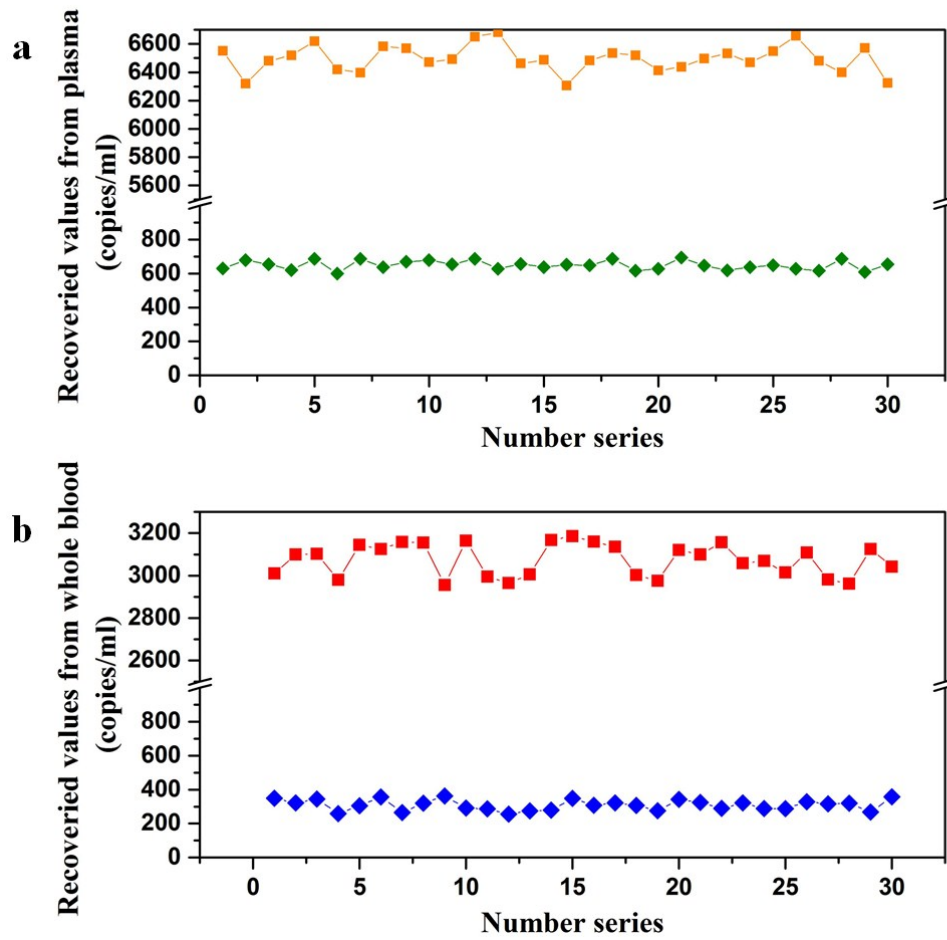 a
Recoveried values from plasma
(copies/ml)
6600
6400
6200
6000
5800
5600
800
600
400
200
0
0 5 10 15 20 25 30
Number series
b
Recoveried values from whole blood
(copies/ml)
3200
3000
2800
2600
800
600
400
200
0
0 5 10 15 20 25 30
Number series